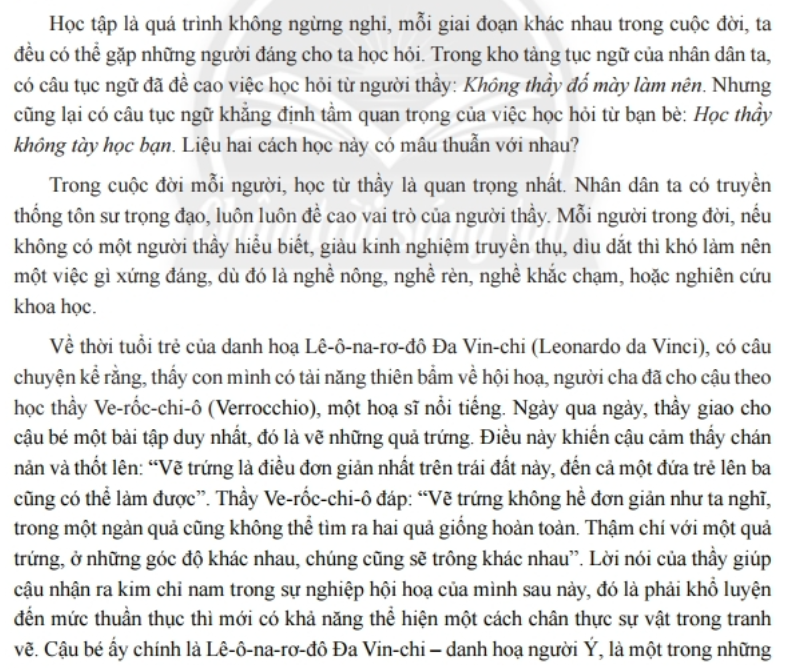 Học tập là quá trình không ngừng nghỉ, mỗi giai đoạn khác nhau trong cuộc đời, ta
đều có thể gặp những người đáng cho ta học hỏi. Trong kho tàng tục ngữ của nhân dân ta,
có câu tục ngữ đã đề cao việc học hỏi từ người thầy: Không thầy đố mày làm nên. Nhưng
cũng lại có câu tục ngữ khẳng định tầm quan trọng của việc học hỏi từ bạn bè: Học thầy
không tày học bạn. Liệu hai cách học này có mâu thuẫn với nhau?
Trong cuộc đời mỗi người, học từ thầy là quan trọng nhất. Nhân dân ta có truyền
thống tôn sư trọng đạo, luôn luôn đề cao vai trò của người thầy. Mỗi người trong đời, nếu
không có một người thầy hiểu biết, giàu kinh nghiệm truyền thụ, dìu dắt thì khó làm nên
một việc gì xứng đáng, dù đó là nghề nông, nghề rèn, nghề khắc chạm, hoặc nghiên cứu
khoa học.
Về thời tuổi trẻ của danh hoạ Lê-ô-na-rơ-đô Đa Vin-chi (Leonardo da Vinci), có câu
chuyện kể rằng, thấy con mình có tài năng thiên bẩm về hội hoạ, người cha đã cho cậu theo
học thầy Ve-rốc-chi-ô (Verrocchio), một hoạ sĩ nổi tiếng. Ngày qua ngày, thầy giao cho
cậu bé một bài tập duy nhất, đó là vẽ những quả trứng. Điều này khiến cậu cảm thấy chán
nản và thốt lên: “Vẽ trứng là điều đơn giản nhất trên trái đất này, đến cả một đứa trẻ lên ba
cũng có thể làm được”. Thầy Ve-rốc-chi-ô đáp: “Vẽ trứng không hề đơn giản như ta nghĩ,
trong một ngàn quả cũng không thể tìm ra hai quả giống hoàn toàn. Thậm chí với một quả
trứng, ở những góc độ khác nhau, chúng cũng sẽ trông khác nhau”. Lời nói của thầy giúp
cậu nhận ra kim chỉ nam trong sự nghiệp hội hoạ của mình sau này, đó là phải khổ luyện
đến mức thuần thục thì mới có khả năng thể hiện một cách chân thực sự vật trong tranh
vẽ. Cậu bé ấy chính là Lê-ô-na-rơ-đô Đa Vin-chi – danh hoạ người Ý, là một trong những